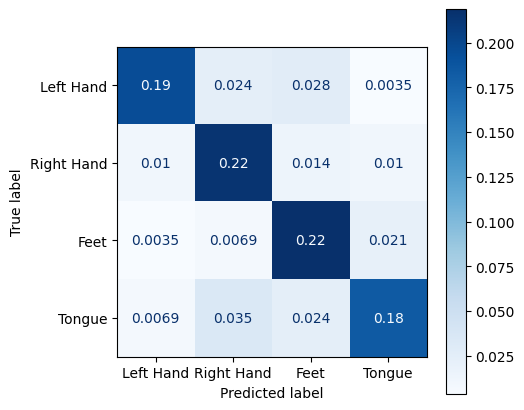 Left Hand 0.19 0.024 0.028 0.0035
Right Hand 0.01 0.22 0.014 0.01
Feet 0.0035 0.0069 0.22 0.021
Tongue 0.0069 0.035 0.024 0.18
Left Hand Right Hand Feet Tongue
Predicted label
True label
0.200
0.175
0.150
0.125
0.100
0.075
0.050
0.025